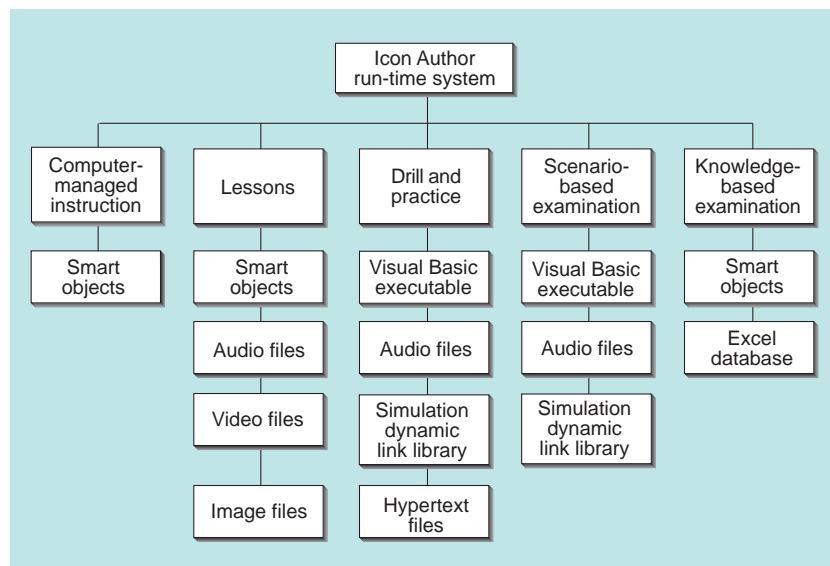 Icon Author
run-time system
Computer-
managed
instruction
Lessons
Drill and
practice
Scenario-
based
examination
Knowledge-
based
examination
Smart
objects
Smart
objects
Visual Basic
executable
Visual Basic
executable
Smart
objects
Audio files
Audio files
Audio files
Excel
database
Video files
Simulation
dynamic
link library
Simulation
dynamic
link library
Image files
Hypertext
files